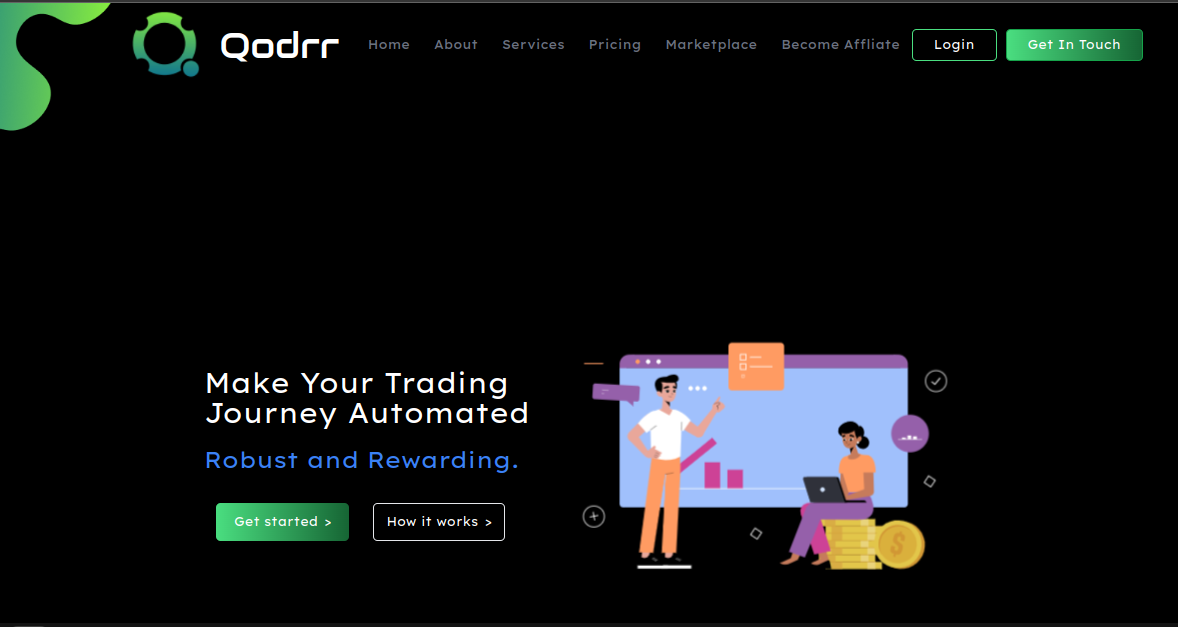 Qodrr
Home About Services Pricing Marketplace Become Affliate Login Get In Touch
Make Your Trading
Journey Automated
Robust and Rewarding.
Get started > How it works >
$